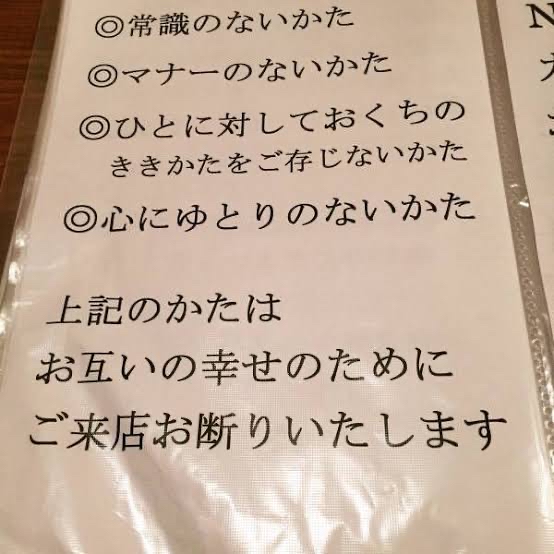 ◎常識のないかた
◎マナーのないかた
◎ひとに対しておくちの
ききかたをご存じないかた
◎心にゆとりのないかた
上記のかたは
お互いの幸せのために
ご来店お断りいたします
N